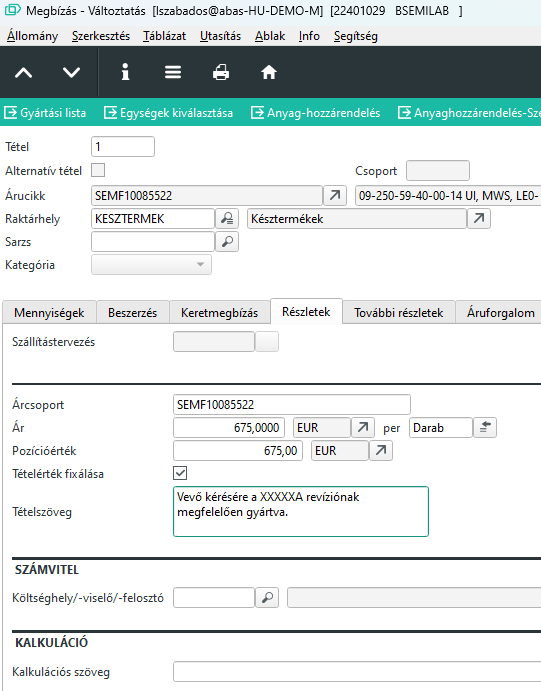 Megbízás - Változtatás [lszabados@abas-HU-DEMO-M] [22401029 BSEMILAB ]
Állomány Szerkesztés Táblázat Utasítás Ablak Info Segítség
Gyártási lista Egységek kiválasztása Anyag-hozzárendelés Anyaghozzárendelés-Sze
Tétel 1
Alternatív tétel Csoport
Árucikk SEMF10085522 09-250-59-40-00-14 UI, MWS, LE0-
Raktárhely KESZTERMEK Késztermékek
Sarzs
Kategória
Mennyiségek Beszerzés Keretmegbízás Részletek További részletek Áruforgalom
Szállítástervezés
Árcsoport SEMF10085522
Ár 675,0000 EUR per Darab
Pozícióérték 675,00 EUR
Tételérték fixálása
Tételszöveg Vevő kérésére a XXXXXA revíziónak
megfelelően gyártva.
SZÁMVITEL
Költséghely/-viselő/-felosztó
KALKULÁCIÓ
Kalkulációs szöveg